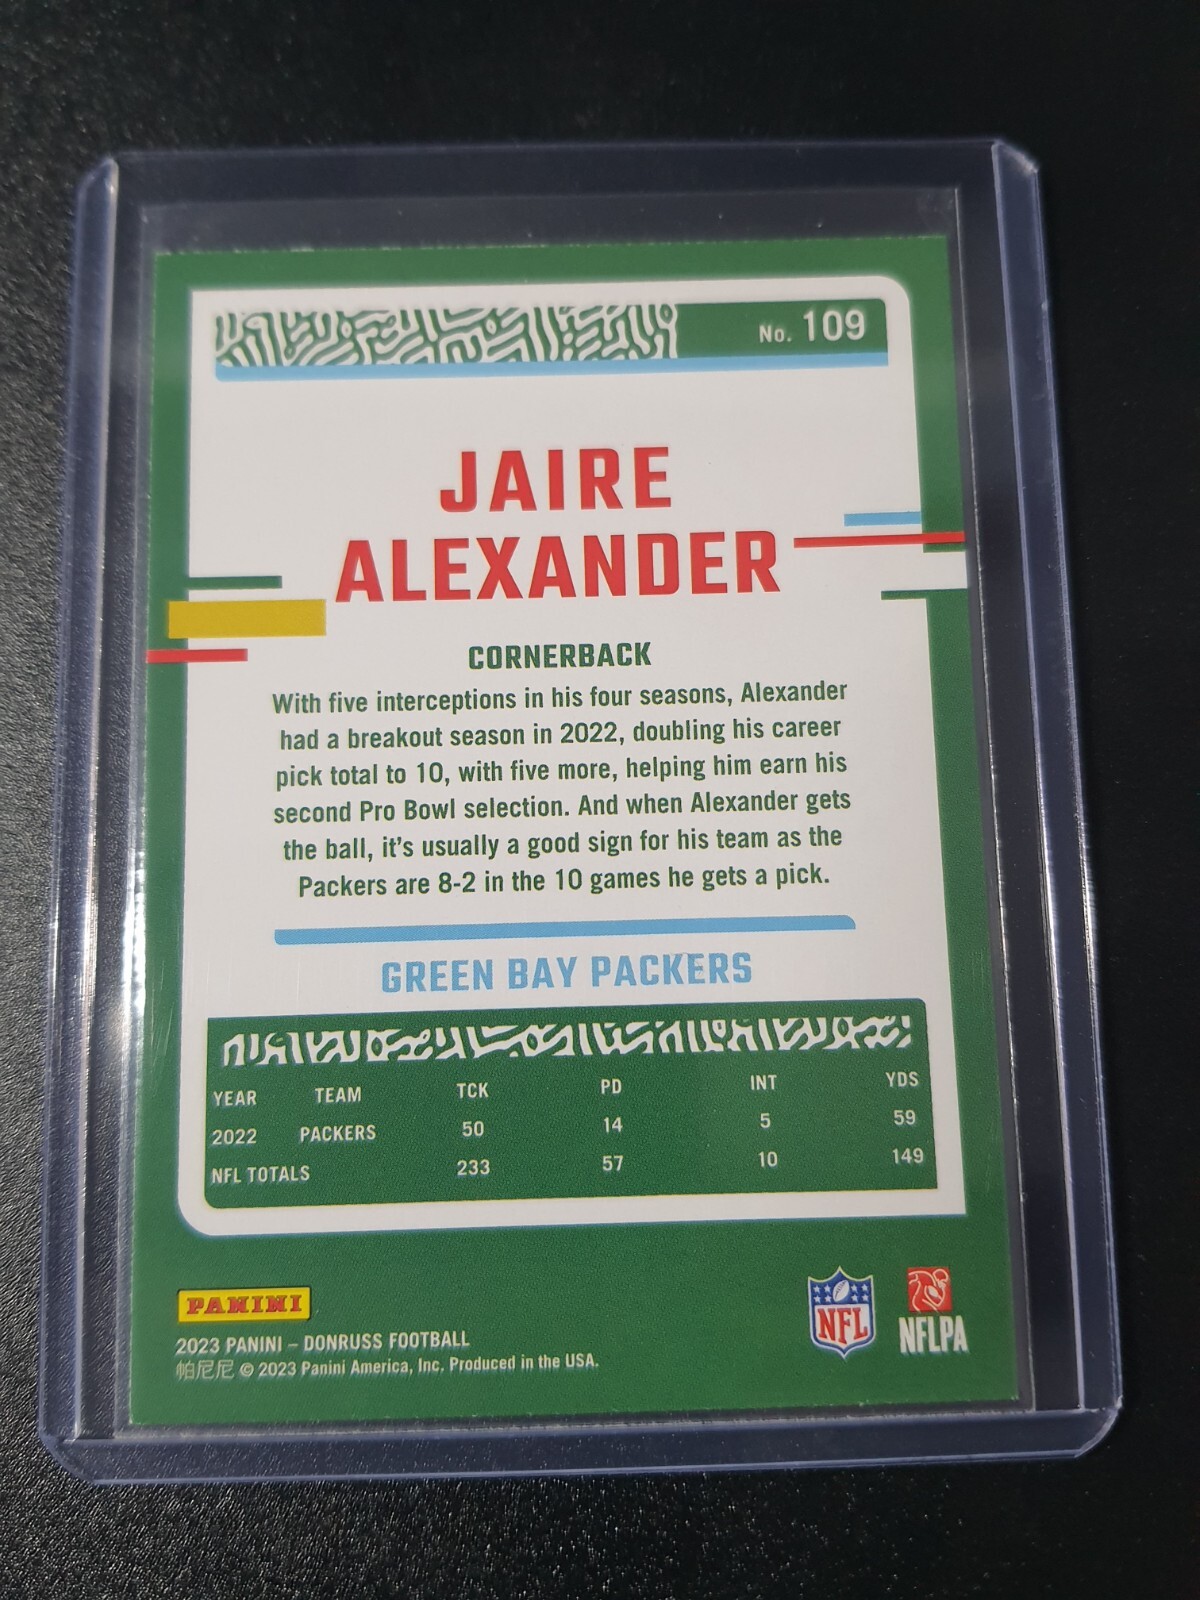 No. 109
JAIRE
ALEXANDER
CORNERBACK
With five interceptions in his four seasons, Alexander
had a breakout season in 2022, doubling his career
pick total to 10, with five more, helping him earn his
second Pro Bowl selection. And when Alexander gets
the ball, it's usually a good sign for his team as the
Packers are 8-2 in the 10 games he gets a pick.
GREEN BAY PACKERS
YEAR TEAM TCK PD INT YDS
2022 PACKERS 50 14 5 59
NFL TOTALS 233 57 10 149
PANINI
2023 PANINI – DONRUSS FOOTBALL
帕尼尼 © 2023 Panini America, Inc. Produced in the USA.
NFL
NFLPA